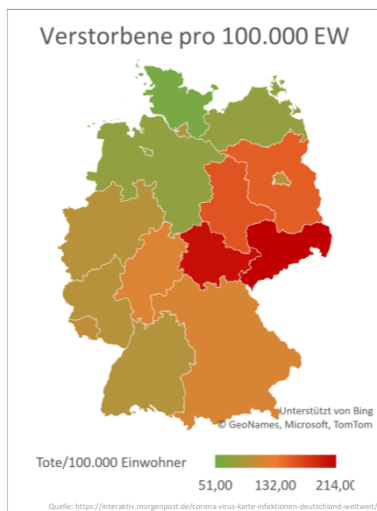 Verstorbene pro 100.000 EW
Unterstützt von Bing
© GeoNames, Microsoft, TomTom
Tote/100.000 Einwohner
51,00 132,00 214,00
Quelle: https://interaktiv.morgenpost.de/corona-virus-karte-infektionen-deutschland-weltweit/